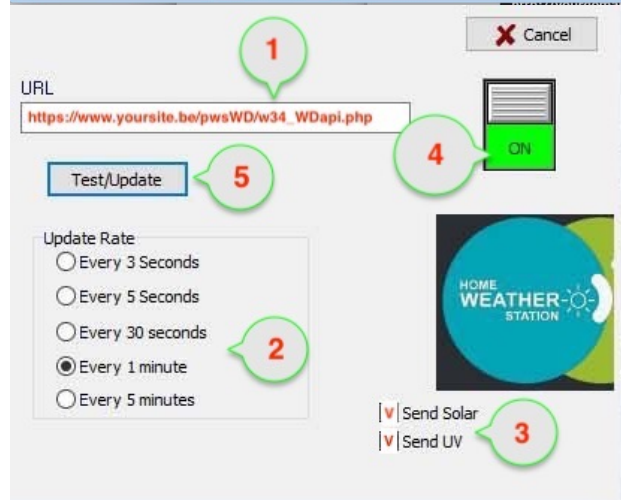 Cancel
1
URL
https://www.yoursite.be/pwsWD/w34_WDapi.php
4
ON
Test/Update
5
Update Rate
Every 3 Seconds
Every 5 Seconds
Every 30 seconds
2
Every 1 minute
Every 5 minutes
HOME
WEATHER
STATION
V Send Solar
V Send UV
3